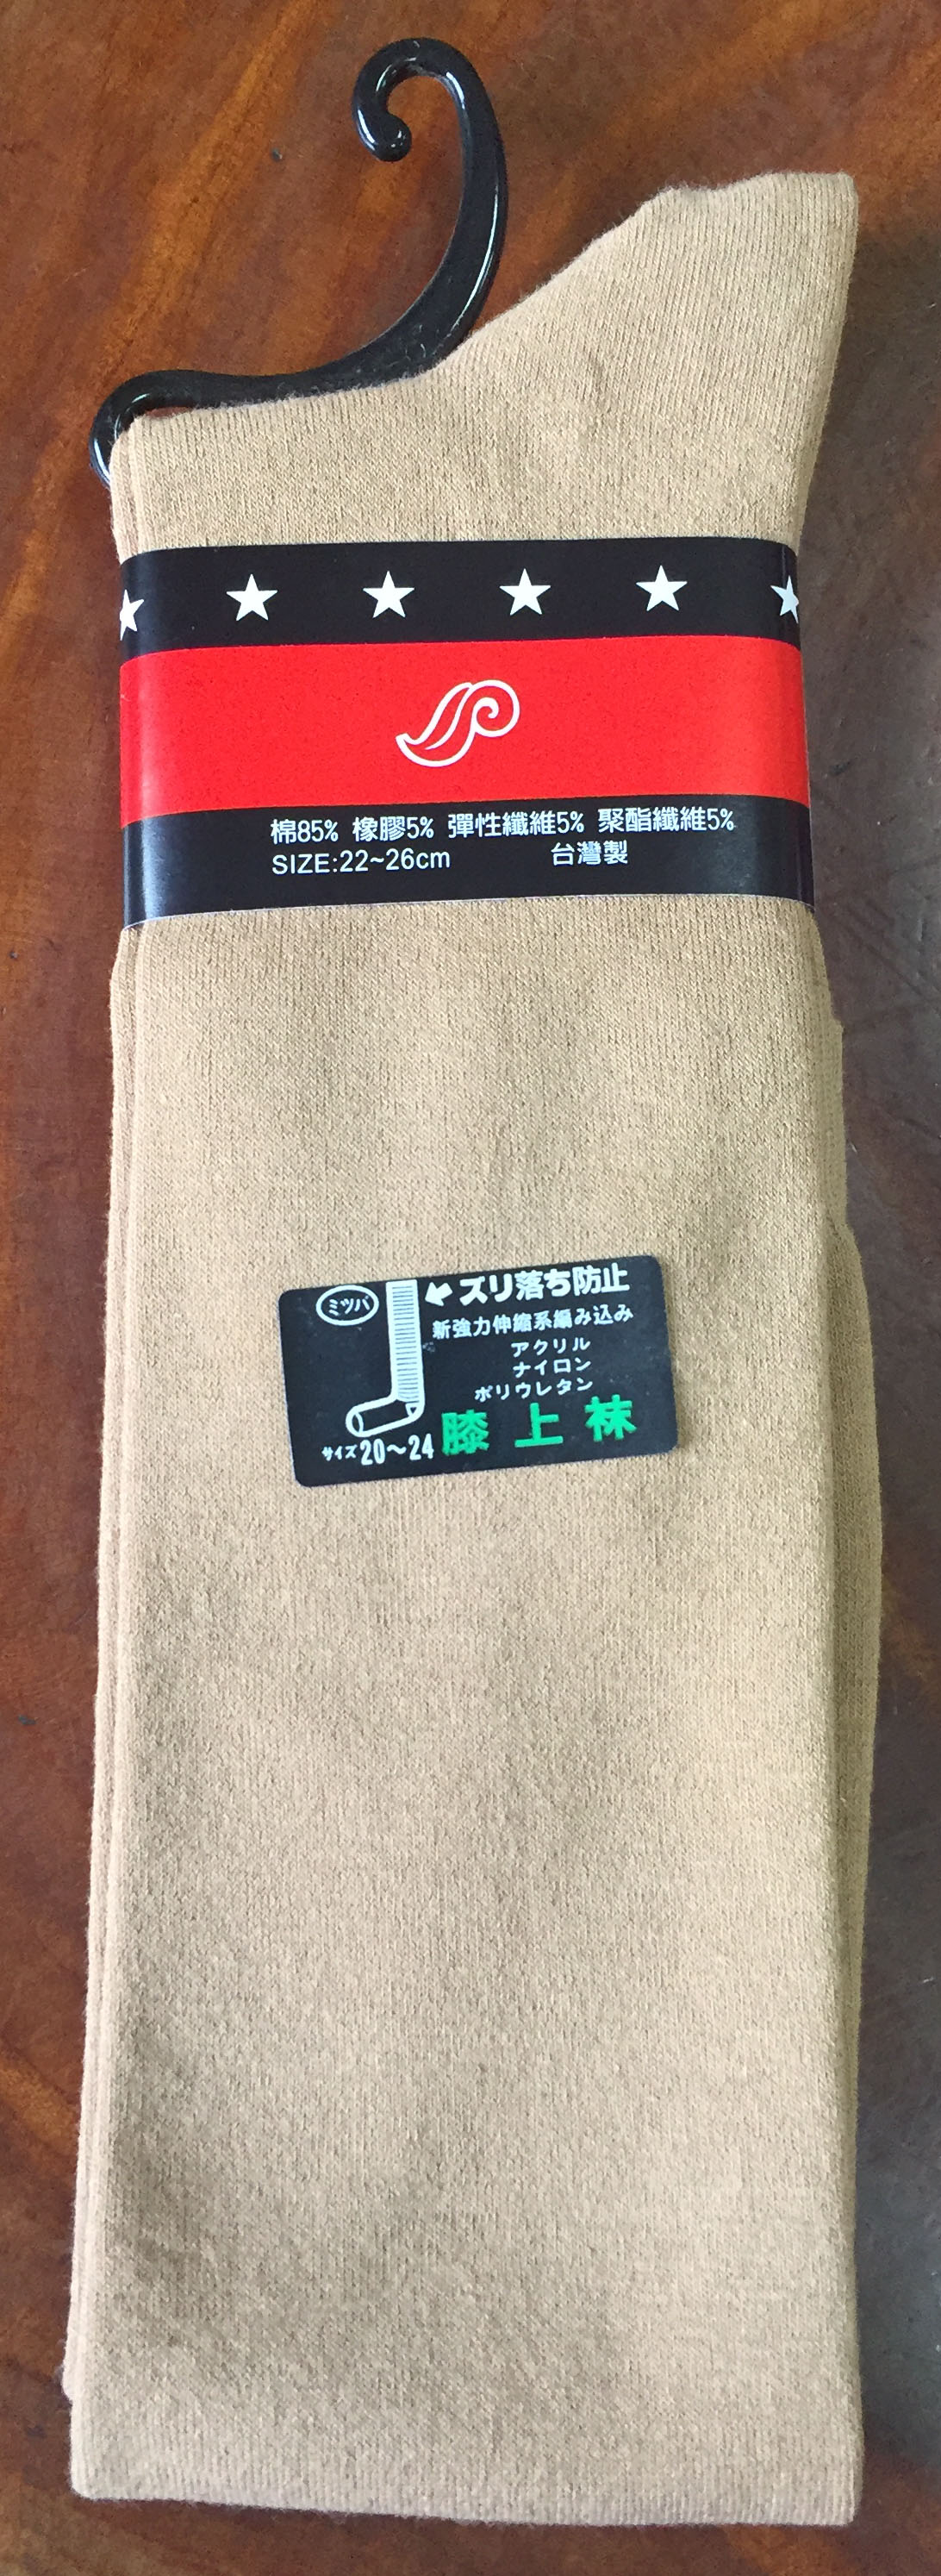 棉85% 橡膠5% 彈性纖維5% 聚酯纖維5%
SIZE:22~26cm 台灣製
ミツバ
ズリ落ち防止
新強力伸縮系編み込み
アクリル
ナイロン
ポリウレタン
膝上袜
サイズ20〜24